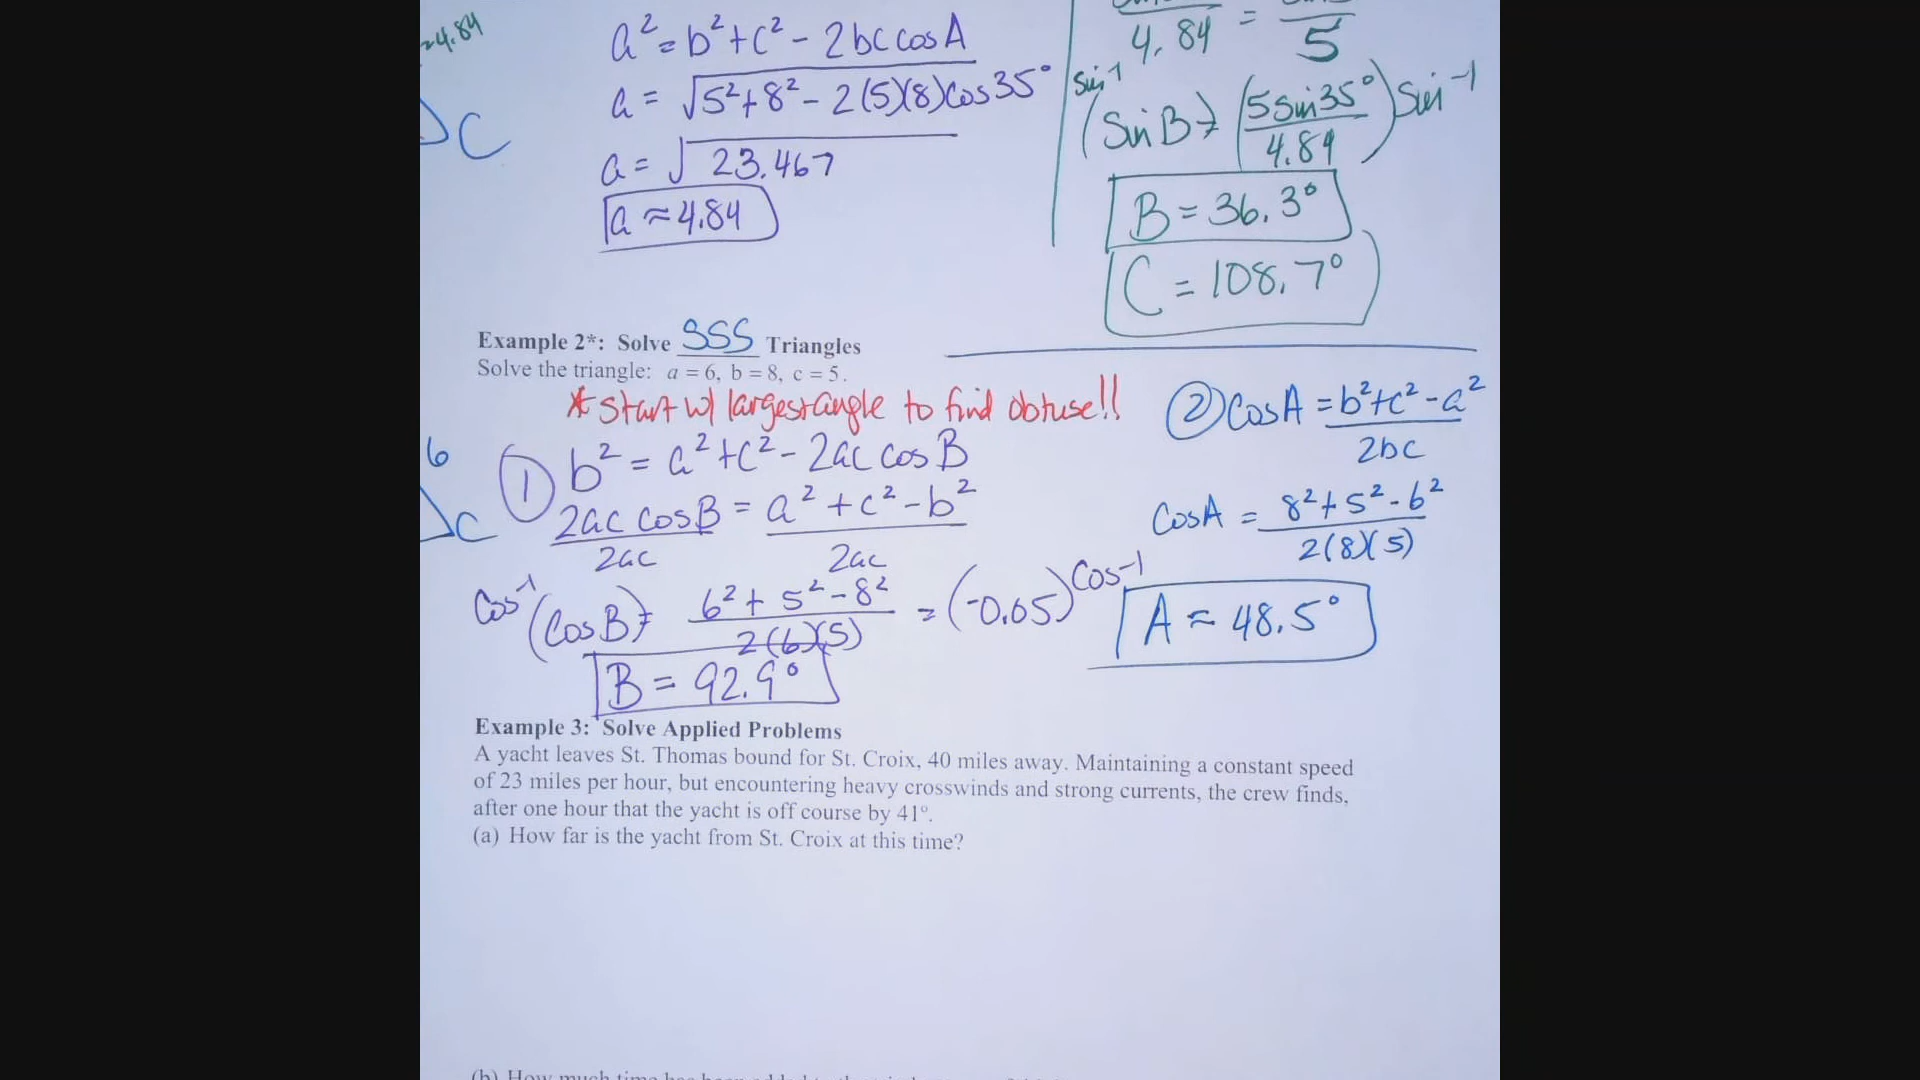 ≈4.84
a² = b² + c² - 2bc cos A
a = √5² + 8² - 2(5)(8) cos 35°
a = √23.467
a ≈ 4.84
C
4.84 = 5
sin⁻¹ (Sin B) = (5 sin 35° / 4.84) sin⁻¹
B = 36.3°
C = 108.7°
Example 2*: Solve SSS Triangles
Solve the triangle: a = 6, b = 8, c = 5.
* Start w/ largest angle to find obtuse!!
6
C
① b² = a² + c² - 2ac cos B
2ac cos B / 2ac = a² + c² - b² / 2ac
Cos⁻¹ (Cos B) = 6² + 5² - 8² / 2(6)(5) = (-0.05) Cos⁻¹
B = 92.9°
② Cos A = b² + c² - a² / 2bc
Cos A = 8² + 5² - 6² / 2(8)(5)
A ≈ 48.5°
Example 3: Solve Applied Problems
A yacht leaves St. Thomas bound for St. Croix, 40 miles away. Maintaining a constant speed
of 23 miles per hour, but encountering heavy crosswinds and strong currents, the crew finds,
after one hour that the yacht is off course by 41°.
(a) How far is the yacht from St. Croix at this time?
(b) How much time has been added to the